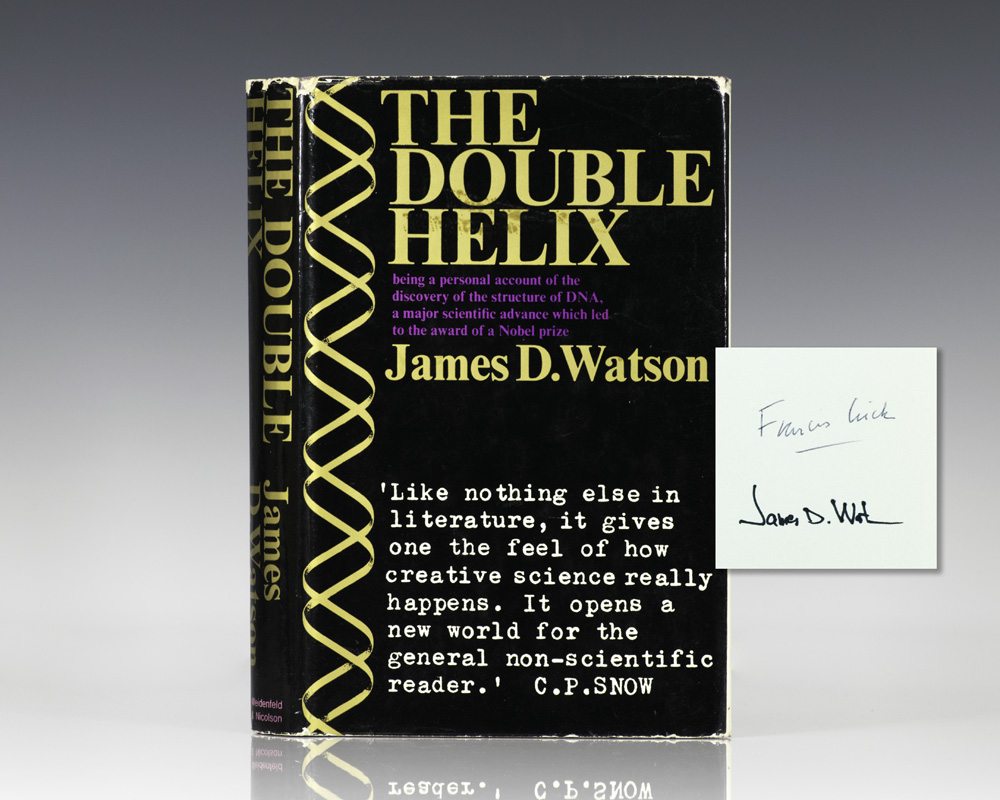 THE DOUBLE
HELIX
James
D.Watson
Weidenfeld
& Nicolson
THE
DOUBLE
HELIX
being a personal account of the
discovery of the structure of DNA,
a major scientific advance which led
to the award of a Nobel prize
James D.Watson
'Like nothing else in
literature, it gives
one the feel of how
creative science really
happens. It opens a
new world for the
general non-scientific
reader.' C.P.SNOW
Francis Crick
James D. Wat